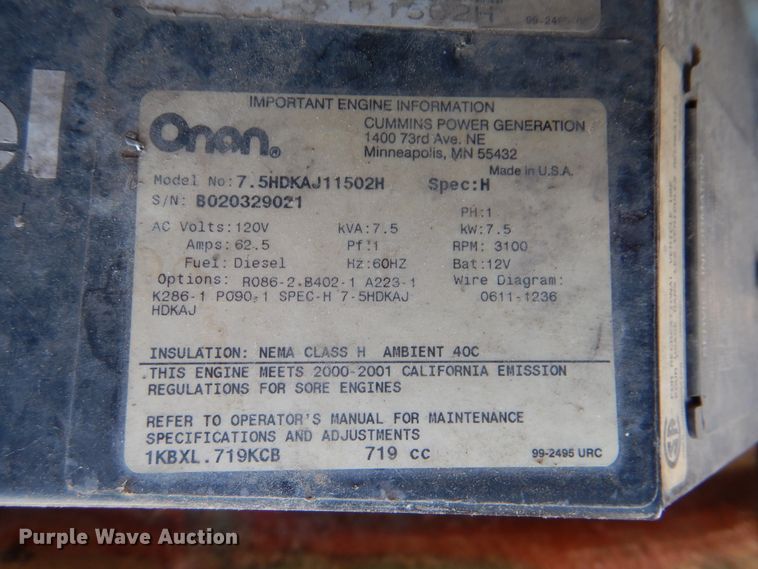 11502H
99-2495
el
IMPORTANT ENGINE INFORMATION
Onan®
CUMMINS POWER GENERATION
1400 73rd Ave. NE
Minneapolis, MN 55432
Made in U.S.A.
Model No: 7.5HDKAJ11502H Spec:H
S/N: B020329021
PH:1
AC Volts:120V kVA:7.5 kW:7.5
Amps:62.5 Pf:1 RPM: 3100
Fuel: Diesel Hz:60HZ Bat:12V
Options: R086-2 B402-1 A223-1 Wire Diagram:
K286-1 P090-1 SPEC-H 7-5HDKAJ 0611-1236
HDKAJ
INSULATION: NEMA CLASS H AMBIENT 40C
THIS ENGINE MEETS 2000-2001 CALIFORNIA EMISSION
REGULATIONS FOR SORE ENGINES
REFER TO OPERATOR'S MANUAL FOR MAINTENANCE
SPECIFICATIONS AND ADJUSTMENTS
1KBXL.719KCB 719 cc 99-2495 URC
Purple Wave Auction